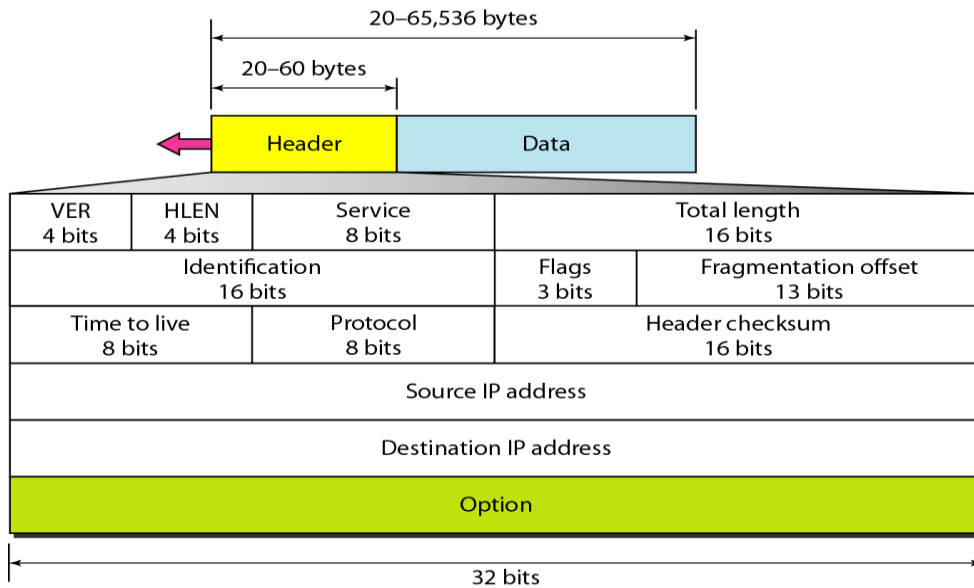 20–65,536 bytes
20–60 bytes
Header
Data
VER
4 bits
HLEN
4 bits
Service
8 bits
Total length
16 bits
Identification
16 bits
Flags
3 bits
Fragmentation offset
13 bits
Time to live
8 bits
Protocol
8 bits
Header checksum
16 bits
Source IP address
Destination IP address
Option
32 bits